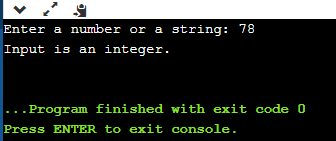 Enter a number or a string: 78
Input is an integer.
...Program finished with exit code 0
Press ENTER to exit console.